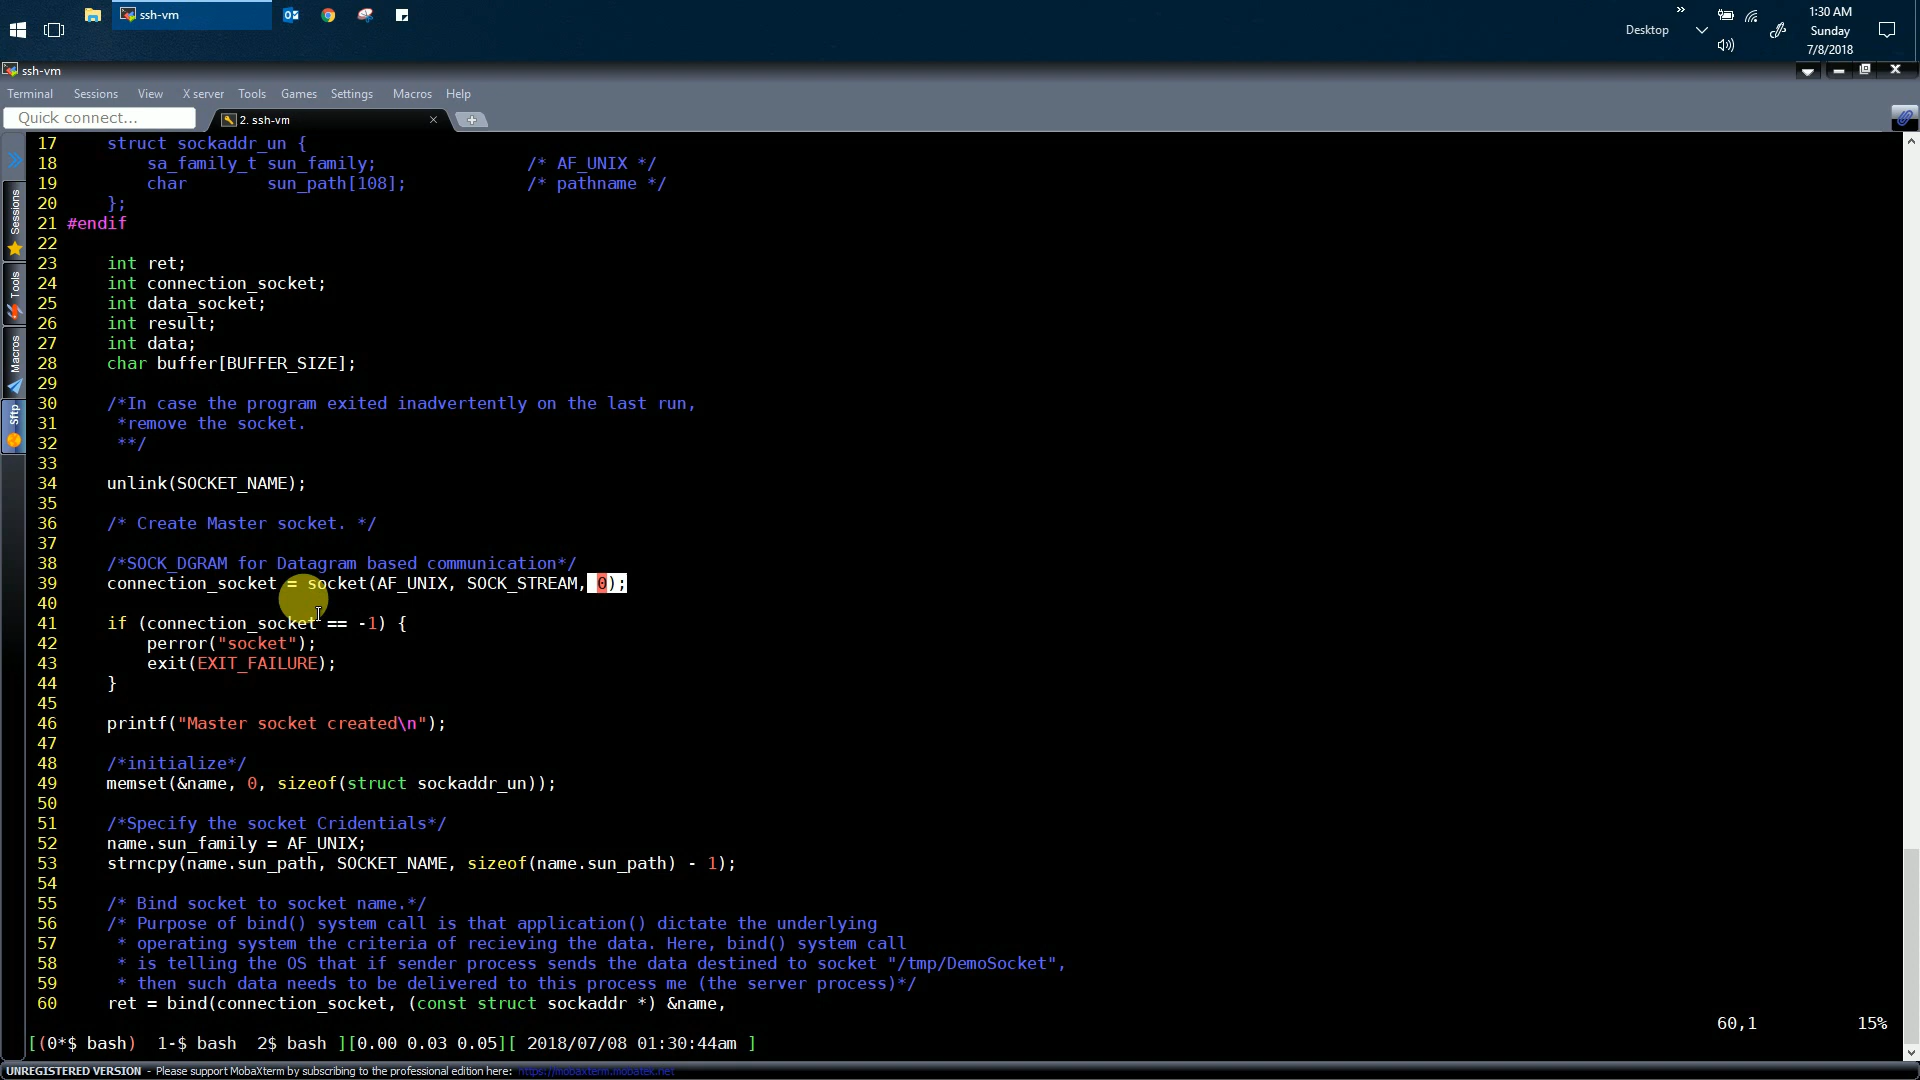 ssh-vm
Desktop
»
1:30 AM
Sunday
7/8/2018
ssh-vm
Terminal Sessions View X server Tools Games Settings Macros Help
Quick connect...
2. ssh-vm
Sessions
Tools
Macros
Sftp
17     struct sockaddr_un {
18         sa_family_t sun_family;               /* AF_UNIX */
19         char        sun_path[108];            /* pathname */
20     };
21 #endif
22
23     int ret;
24     int connection_socket;
25     int data_socket;
26     int result;
27     int data;
28     char buffer[BUFFER_SIZE];
29
30     /*In case the program exited inadvertently on the last run,
31      *remove the socket.
32      **/
33
34     unlink(SOCKET_NAME);
35
36     /* Create Master socket. */
37
38     /*SOCK_DGRAM for Datagram based communication*/
39     connection_socket = socket(AF_UNIX, SOCK_STREAM, 0);
40
41     if (connection_socket == -1) {
42         perror("socket");
43         exit(EXIT_FAILURE);
44     }
45
46     printf("Master socket created\n");
47
48     /*initialize*/
49     memset(&name, 0, sizeof(struct sockaddr_un));
50
51     /*Specify the socket Cridentials*/
52     name.sun_family = AF_UNIX;
53     strncpy(name.sun_path, SOCKET_NAME, sizeof(name.sun_path) - 1);
54
55     /* Bind socket to socket name.*/
56     /* Purpose of bind() system call is that application() dictate the underlying
57      * operating system the criteria of recieving the data. Here, bind() system call
58      * is telling the OS that if sender process sends the data destined to socket "/tmp/DemoSocket",
59      * then such data needs to be delivered to this process me (the server process)*/
60     ret = bind(connection_socket, (const struct sockaddr *) &name,
60,1 15%
[(0*$ bash)  1-$ bash  2$ bash ][0.00 0.03 0.05][ 2018/07/08 01:30:44am ]
UNREGISTERED VERSION - Please support MobaXterm by subscribing to the professional edition here: https://mobaxterm.mobatek.net